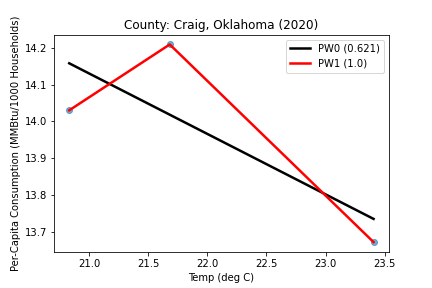 County: Craig, Oklahoma (2020)
Per-Capita Consumption (MMBtu/1000 Households)
14.2
14.1
14.0
13.9
13.8
13.7
PW0 (0.621)
PW1 (1.0)
21.0 21.5 22.0 22.5 23.0 23.5
Temp (deg C)